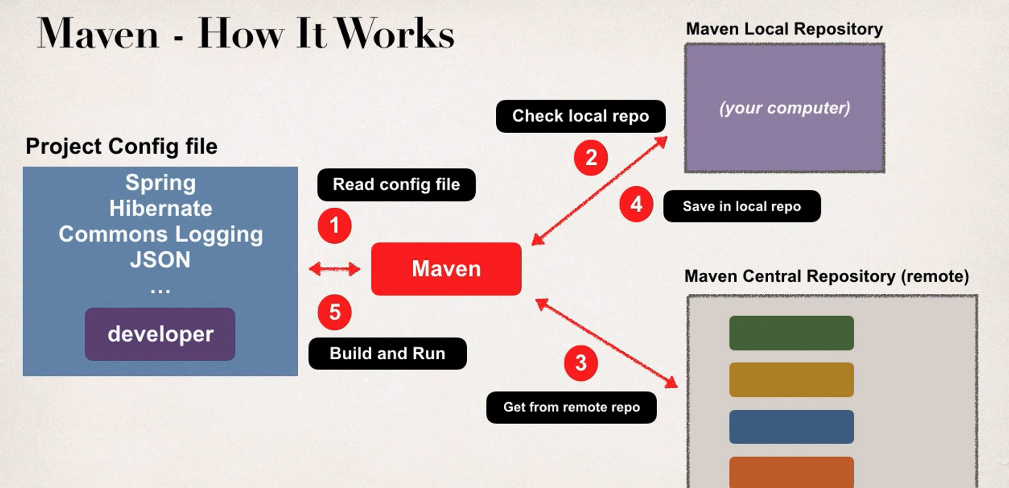 Maven - How It Works
Maven Local Repository
(your computer)
Check local repo
2
4
Save in local repo
Project Config file
Spring
Hibernate
Commons Logging
JSON
...
developer
Read config file
1
Maven
5
Build and Run
3
Get from remote repo
Maven Central Repository (remote)